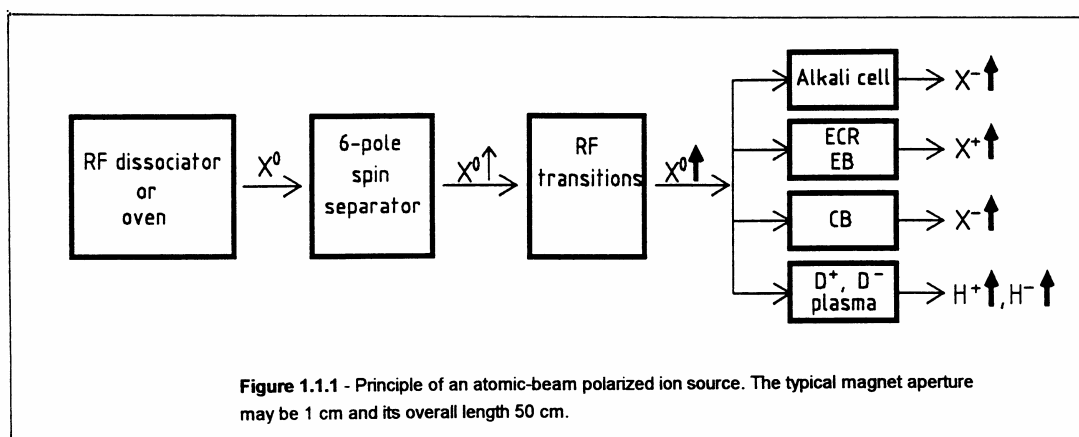 RF dissociator
or
oven
X⁰
6-pole
spin
separator
X⁰↑
RF
transitions
X⁰⬆
Alkali cell
X⁻⬆
ECR
EB
X⁺⬆
CB
X⁻⬆
D⁺, D⁻
plasma
H⁺⬆, H⁻⬆
Figure 1.1.1 - Principle of an atomic-beam polarized ion source. The typical magnet aperture
may be 1 cm and its overall length 50 cm.